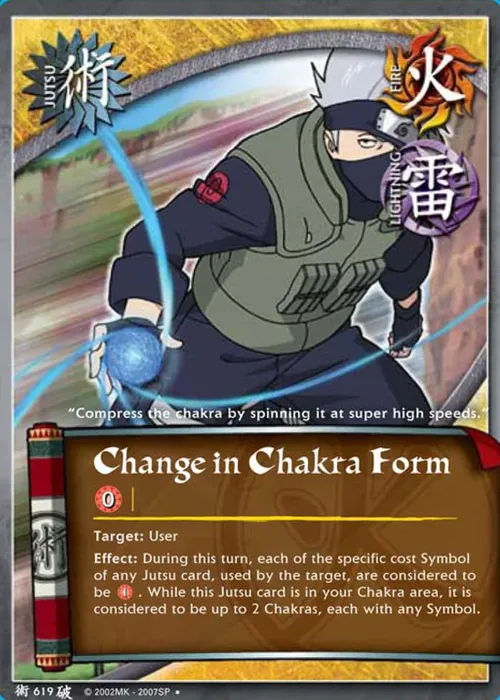 JUTSU
術
FIRE
火
LIGHTNING
雷
"Compress the chakra by spinning it at super high speeds."
Change in Chakra Form
0
Target: User
Effect: During this turn, each of the specific cost Symbol
of any Jutsu card, used by the target, are considered to
be . While this Jutsu card is in your Chakra area, it is
considered to be up to 2 Chakras, each with any Symbol.
術
術 619 破 © 2002MK - 2007SP